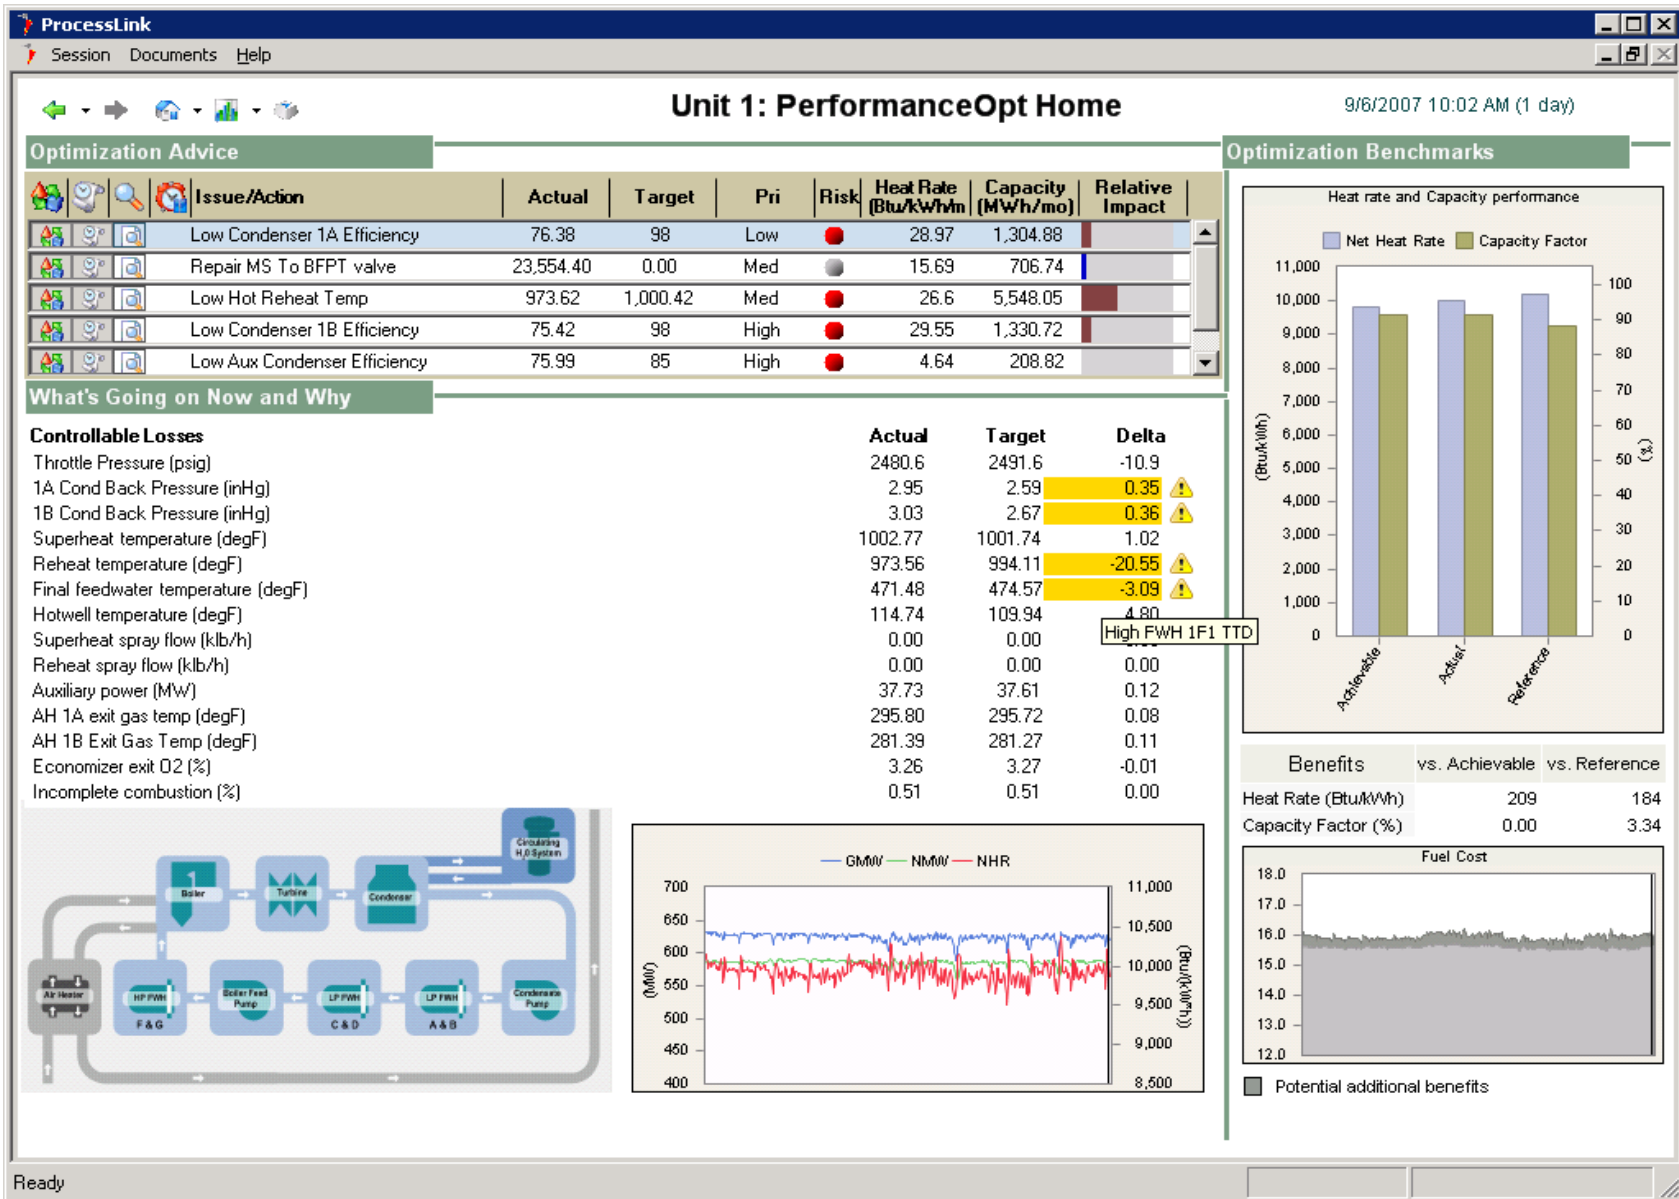 ProcessLink
Session Documents Help
Unit 1: PerformanceOpt Home
9/6/2007 10:02 AM (1 day)
Optimization Advice
Issue/Action Actual Target Pri Risk Heat Rate (Btu/kWh/m Capacity (MWh/mo) Relative Impact
Low Condenser 1A Efficiency 76.38 98 Low 28.97 1,304.88
Repair MS To BFPT valve 23,554.40 0.00 Med 15.69 706.74
Low Hot Reheat Temp 973.62 1,000.42 Med 26.6 5,548.05
Low Condenser 1B Efficiency 75.42 98 High 29.55 1,330.72
Low Aux Condenser Efficiency 75.99 85 High 4.64 208.82
What's Going on Now and Why
Controllable Losses Actual Target Delta
Throttle Pressure (psig) 2480.6 2491.6 -10.9
1A Cond Back Pressure (inHg) 2.95 2.59 0.35
1B Cond Back Pressure (inHg) 3.03 2.67 0.36
Superheat temperature (degF) 1002.77 1001.74 1.02
Reheat temperature (degF) 973.56 994.11 -20.55
Final feedwater temperature (degF) 471.48 474.57 -3.09
Hotwell temperature (degF) 114.74 109.94 4.80
High FWH 1F1 TTD
Superheat spray flow (klb/h) 0.00 0.00
Reheat spray flow (klb/h) 0.00 0.00 0.00
Auxiliary power (MW) 37.73 37.61 0.12
AH 1A exit gas temp (degF) 295.80 295.72 0.08
AH 1B Exit Gas Temp (degF) 281.39 281.27 0.11
Economizer exit O2 (%) 3.26 3.27 -0.01
Incomplete combustion (%) 0.51 0.51 0.00
Circulating
H2O System
1
Boiler
Turbine
Condenser
Air Heater
HP FWH
F & G
Boiler Feed
Pump
LP FWH
C & D
LP FWH
A & B
Condensate
Pump
GMW NMW NHR
700 11,000
650 10,500
600 10,000
550
500 9,500
450 9,000
400 8,500
(MW)
(Btu/(kW*h))
Optimization Benchmarks
Heat rate and Capacity performance
Net Heat Rate Capacity Factor
11,000
10,000 100
9,000 90
8,000 80
7,000 70
6,000 60
5,000 50
4,000 40
3,000 30
2,000 20
1,000 10
0 0
(Btu/kWh)
(%)
Achievable Actual Reference
Benefits vs. Achievable vs. Reference
Heat Rate (Btu/kWh) 209 184
Capacity Factor (%) 0.00 3.34
Fuel Cost
18.0
17.0
16.0
15.0
14.0
13.0
12.0
Potential additional benefits
Ready